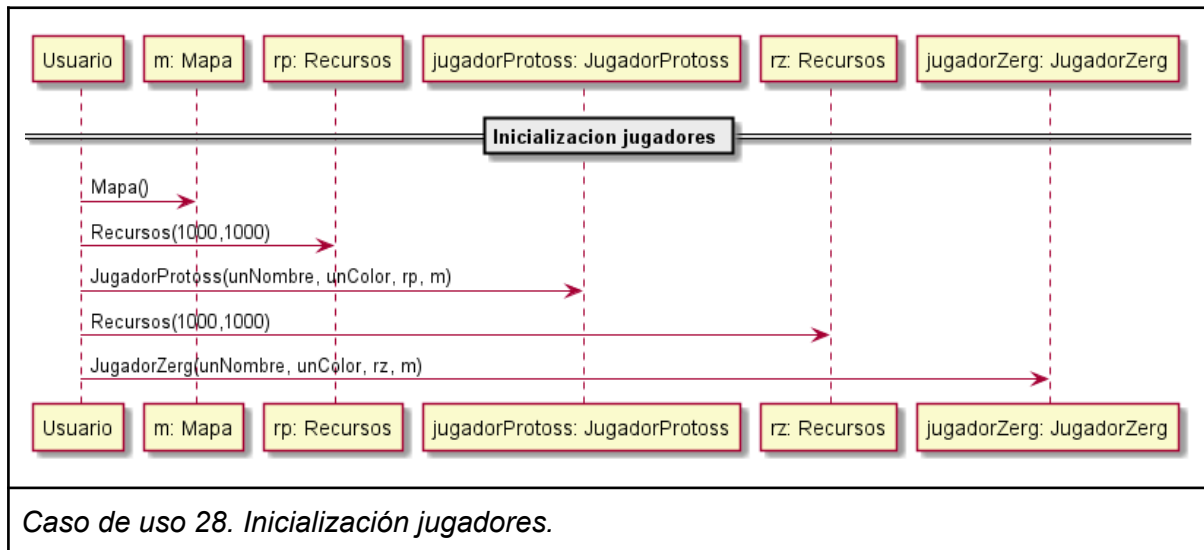 Usuario m: Mapa rp: Recursos jugadorProtoss: JugadorProtoss rz: Recursos jugadorZerg: JugadorZerg
Inicializacion jugadores
Mapa()
Recursos(1000,1000)
JugadorProtoss(unNombre, unColor, rp, m)
Recursos(1000,1000)
JugadorZerg(unNombre, unColor, rz, m)
Usuario m: Mapa rp: Recursos jugadorProtoss: JugadorProtoss rz: Recursos jugadorZerg: JugadorZerg
Caso de uso 28. Inicialización jugadores.